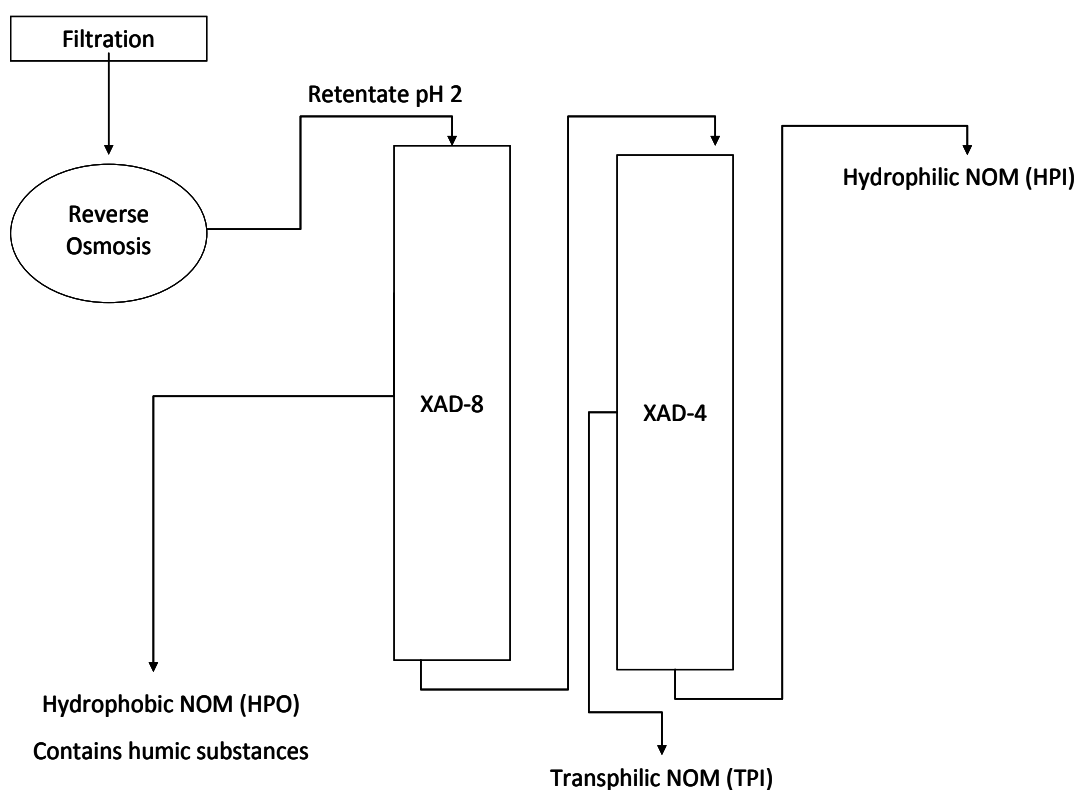 Filtration
Retentate pH 2
Reverse
Osmosis
Hydrophilic NOM (HPI)
XAD-8
XAD-4
Hydrophobic NOM (HPO)
Contains humic substances
Transphilic NOM (TPI)